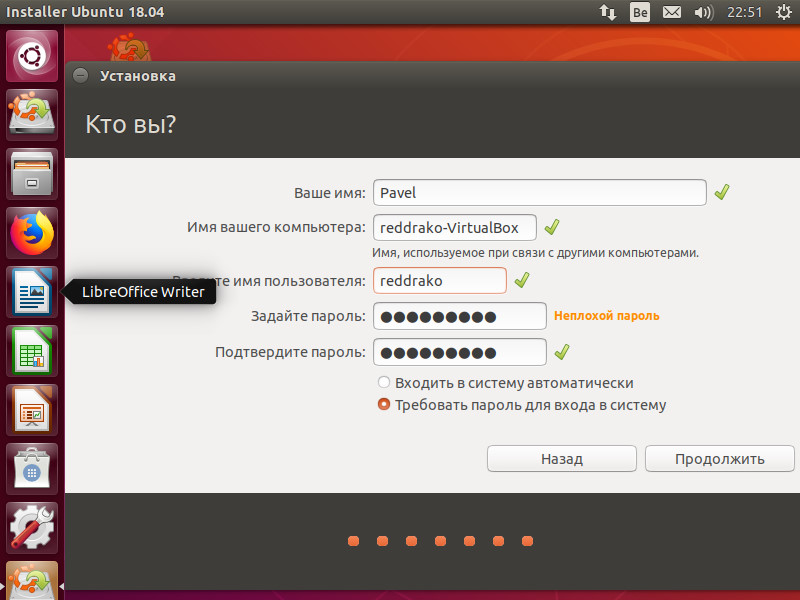 Installer Ubuntu 18.04
Be
22:51
Установка
Кто вы?
Ваше имя: Pavel
Имя вашего компьютера: reddrako-VirtualBox
Имя, используемое при связи с другими компьютерами.
имя пользователя: reddrako
LibreOffice Writer
Задайте пароль: Неплохой пароль
Подтвердите пароль:
Входить в систему автоматически
Требовать пароль для входа в систему
Назад Продолжить